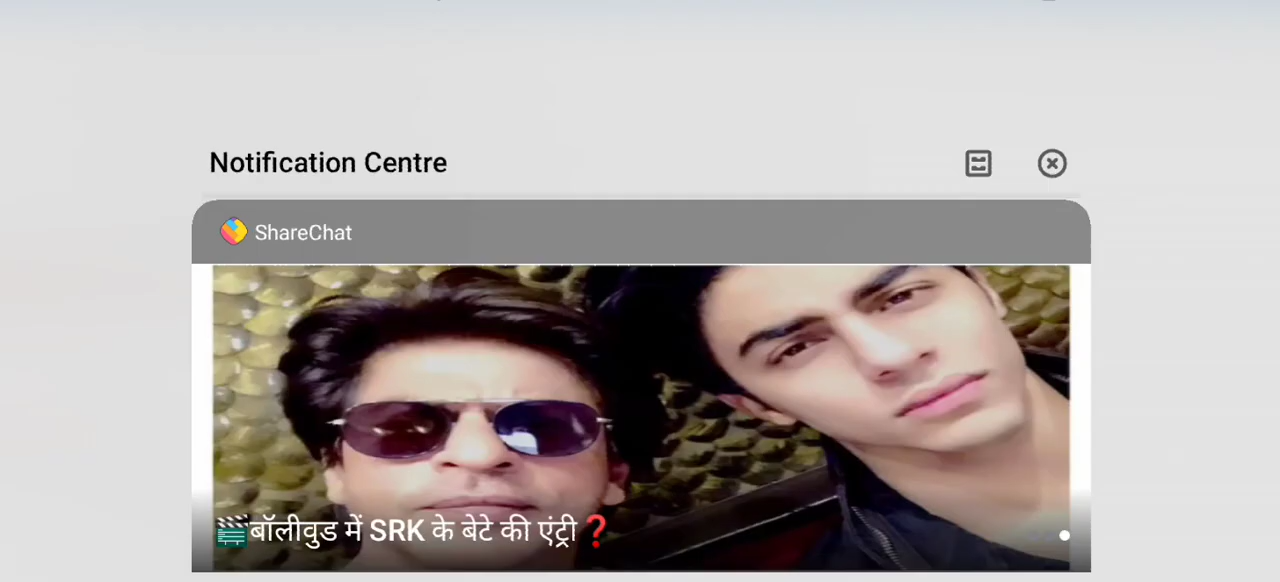 Notification Centre
ShareChat
🎬बॉलीवुड में SRK के बेटे की एंट्री❓